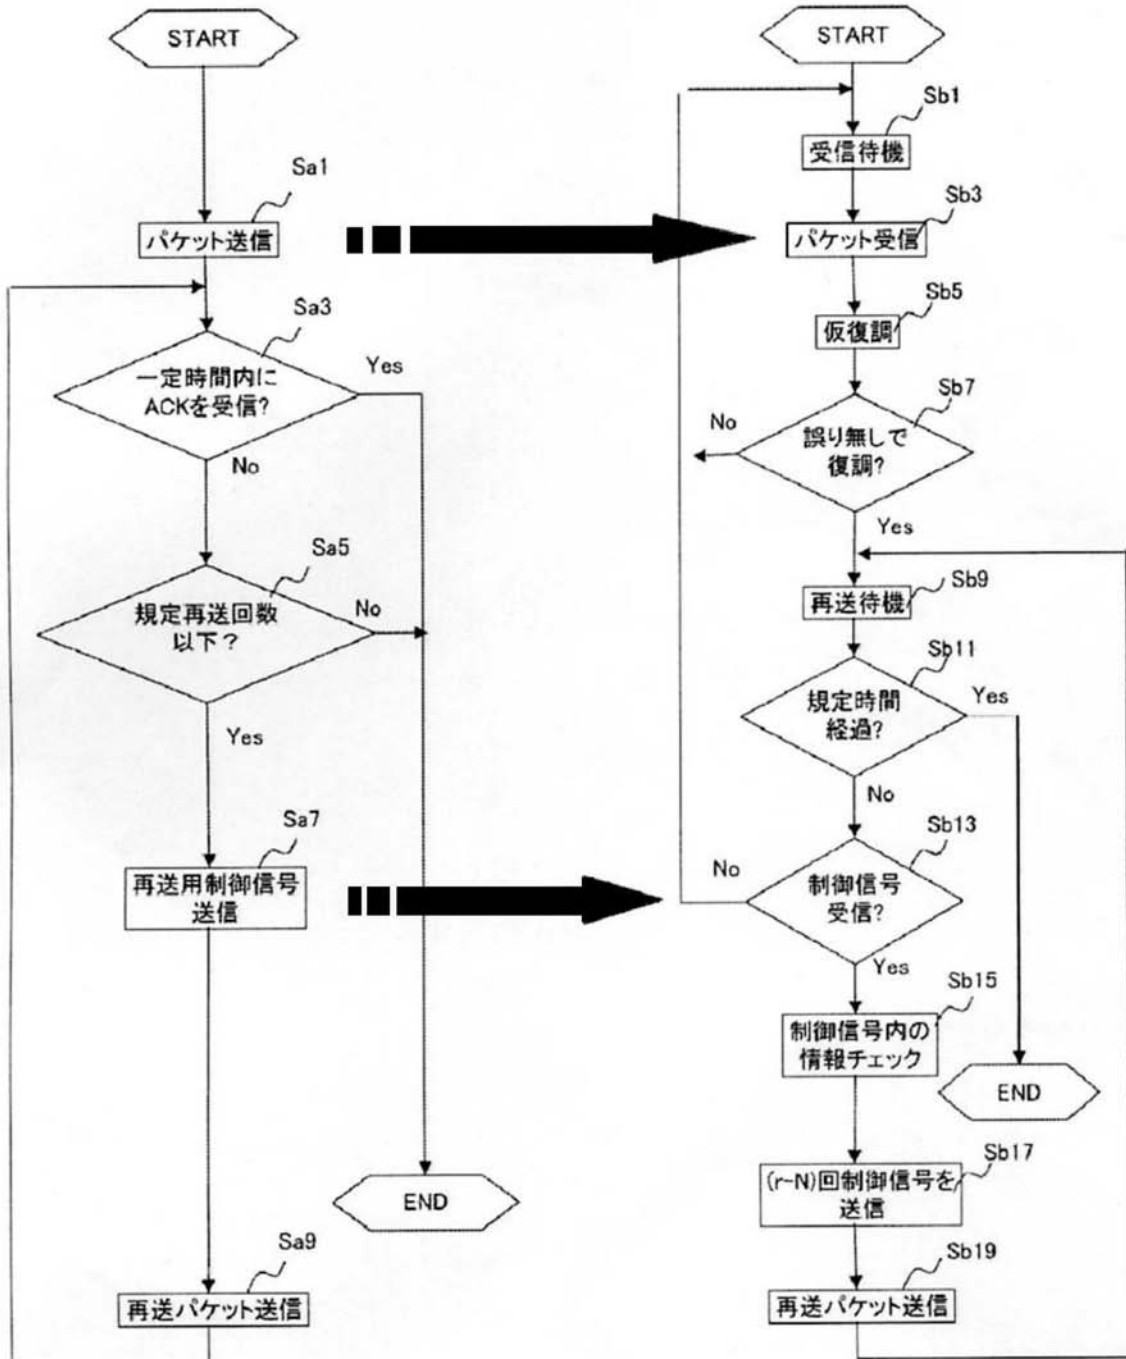 START
Sa1
パケット送信
Sa3
一定時間内に
ACKを受信?
Yes
No
Sa5
規定再送回数
以下?
No
Yes
Sa7
再送用制御信号
送信
END
Sa9
再送パケット送信
START
Sb1
受信待機
Sb3
パケット受信
Sb5
仮復調
Sb7
No
誤り無しで
復調?
Yes
Sb9
再送待機
Sb11
規定時間
経過?
Yes
No
Sb13
No
制御信号
受信?
Yes
Sb15
制御信号内の
情報チェック
END
Sb17
(r-N)回制御信号を
送信
Sb19
再送パケット送信